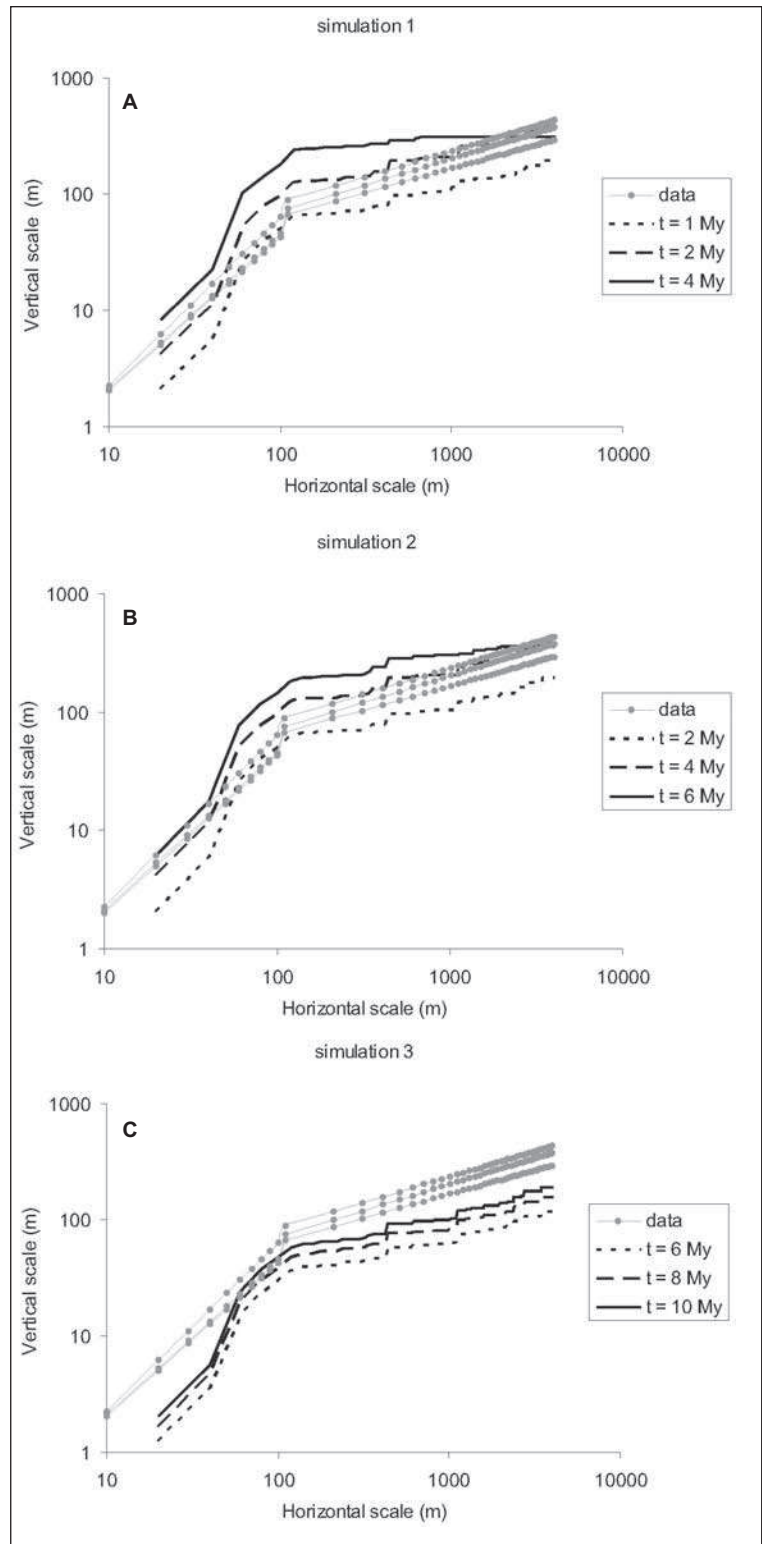 simulation 1
A
1000
100
10
1
Vertical scale (m)
10 100 1000 10000
Horizontal scale (m)
data
t = 1 My
t = 2 My
t = 4 My
simulation 2
B
1000
100
10
1
Vertical scale (m)
10 100 1000 10000
Horizontal scale (m)
data
t = 2 My
t = 4 My
t = 6 My
simulation 3
C
1000
100
10
1
Vertical scale (m)
10 100 1000 10000
Horizontal scale (m)
data
t = 6 My
t = 8 My
t = 10 My